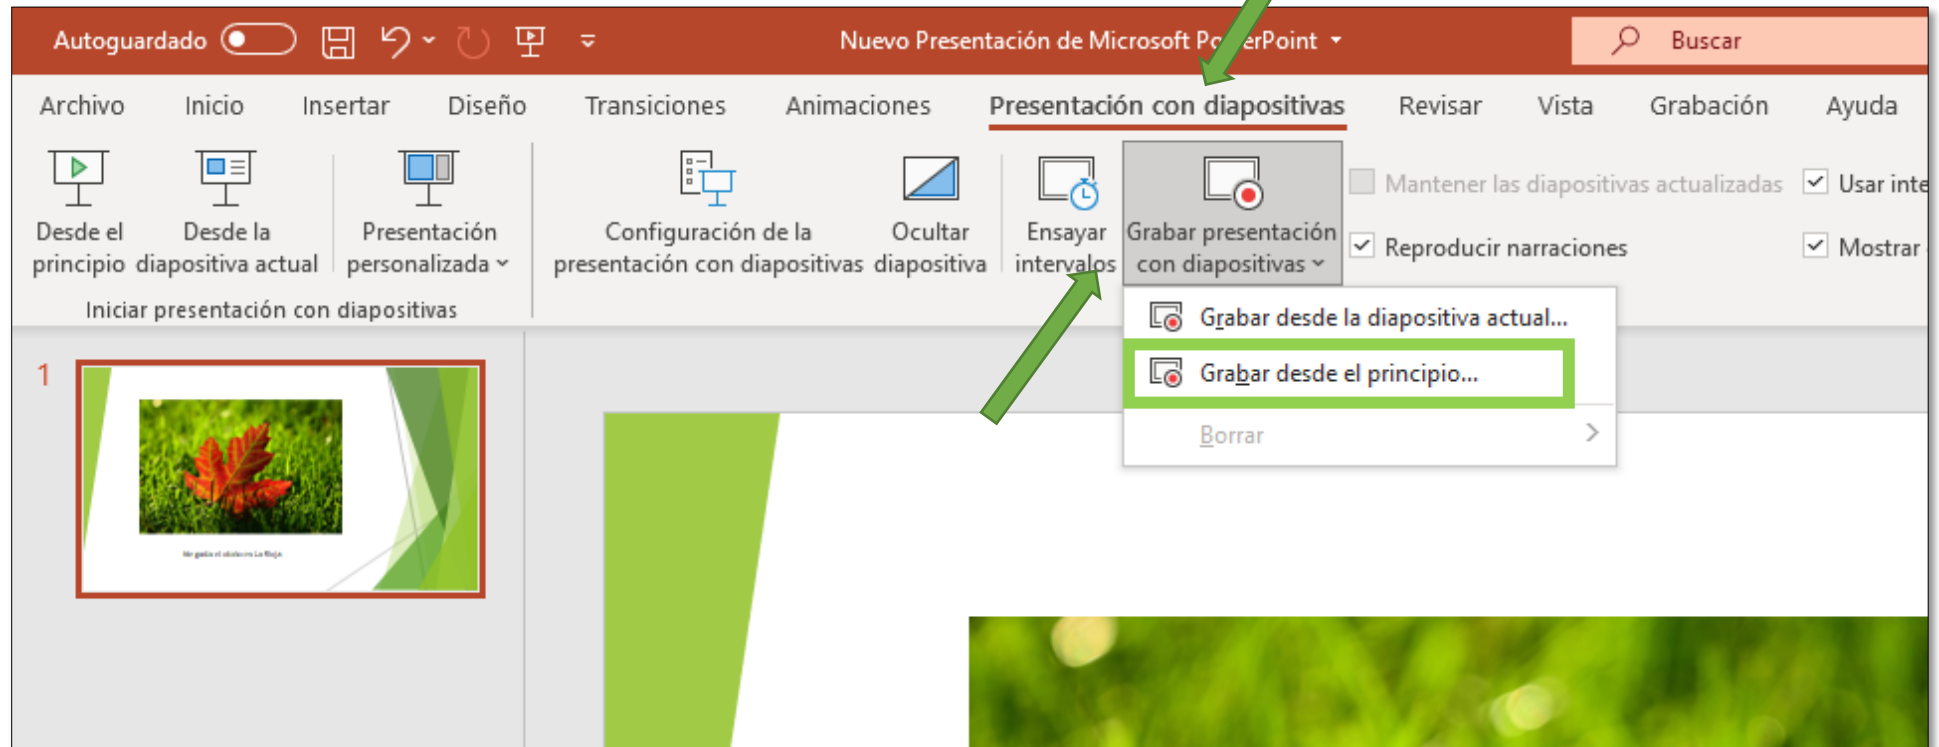 Autoguardado
Nuevo Presentación de Microsoft PowerPoint
Buscar
Archivo Inicio Insertar Diseño Transiciones Animaciones Presentación con diapositivas Revisar Vista Grabación Ayuda
Desde el principio
Desde la diapositiva actual
Presentación personalizada
Configuración de la presentación con diapositivas
Ocultar diapositiva
Ensayar intervalos
Grabar presentación con diapositivas
Mantener las diapositivas actualizadas
Usar inte
Reproducir narraciones
Mostrar
Iniciar presentación con diapositivas
Grabar desde la diapositiva actual...
Grabar desde el principio...
Borrar
1